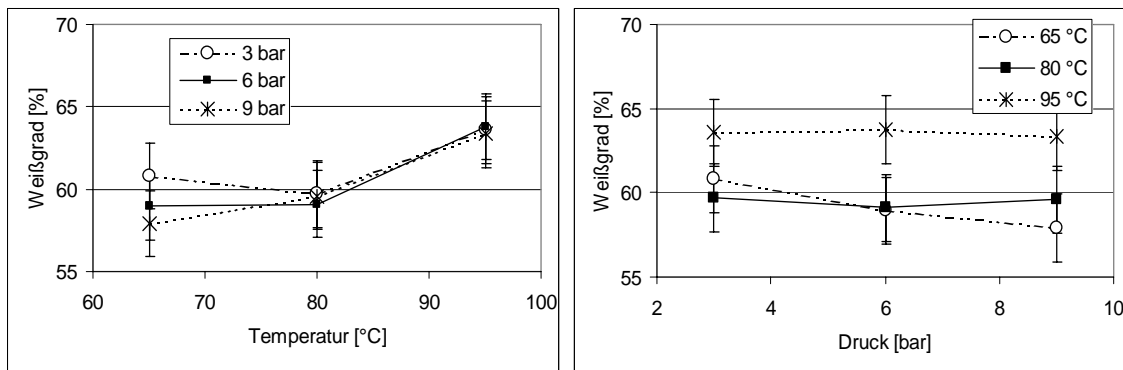 70
65
60
55
Weißgrad [%]
3 bar
6 bar
9 bar
60 70 80 90 100
Temperatur [°C]
70
65
60
55
Weißgrad [%]
65 °C
80 °C
95 °C
2 4 6 8 10
Druck [bar]